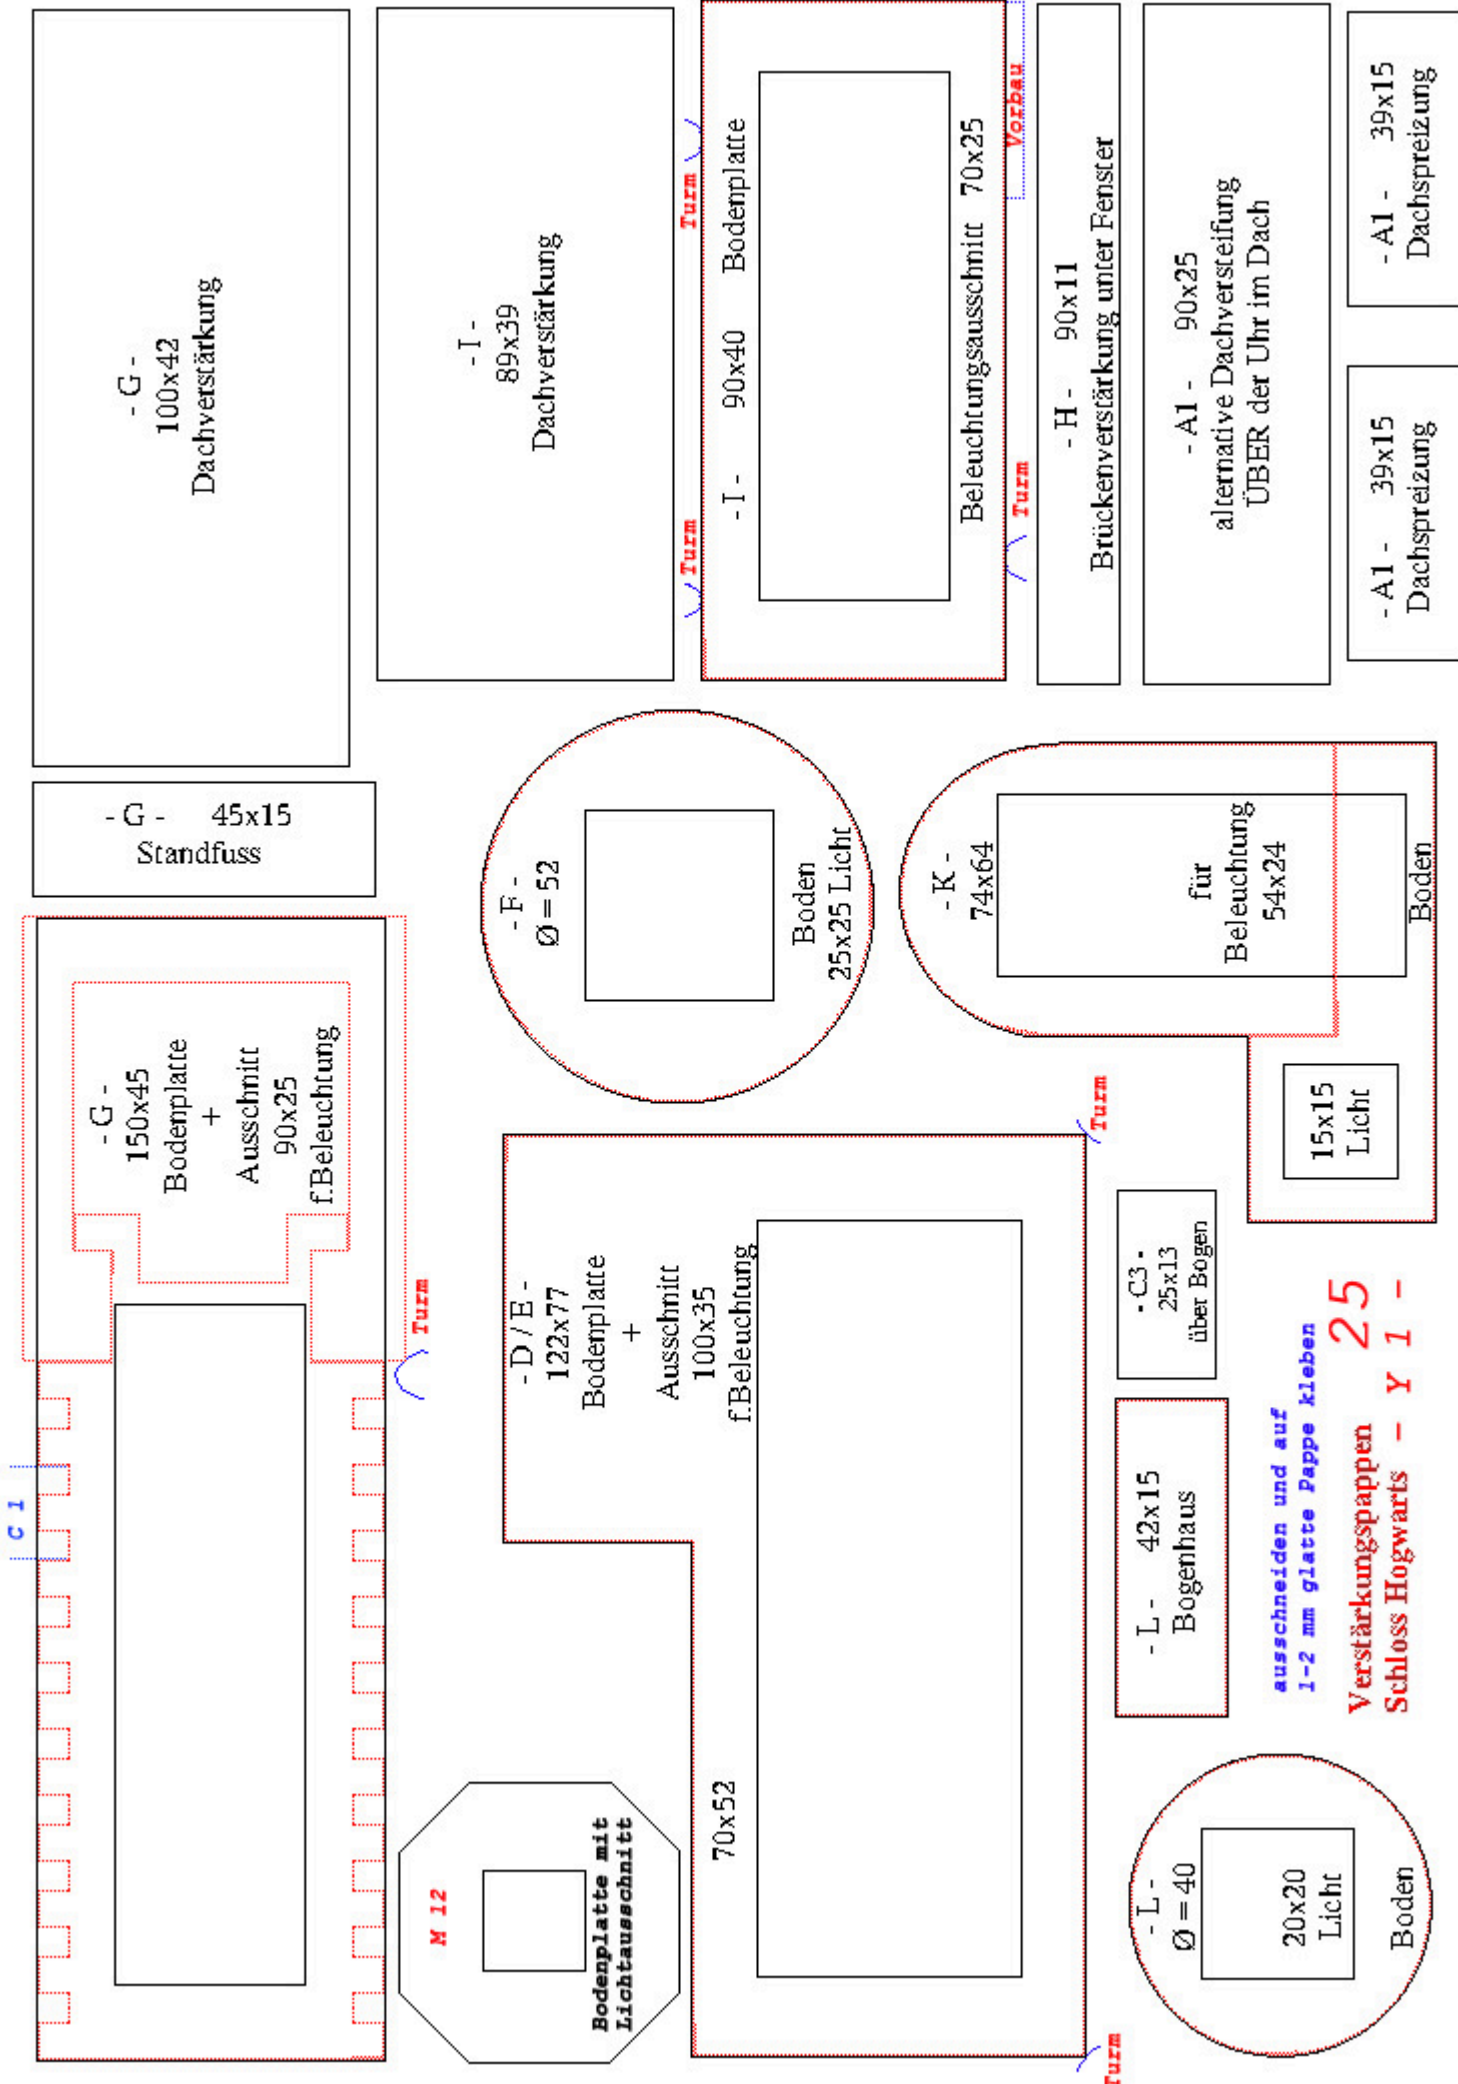 C 1
- G -
150x45
Bodenplatte
+
Ausschnitt
90x25
f.Beleuchtung
Turm
- G - 45x15
Standfuss
- G -
100x42
Dachverstärkung
- I -
89x39
Dachverstärkung
M 12
Bodenplatte mit
Lichtausschnitt
- D / E -
122x77
Bodenplatte
+
Ausschnitt
100x35
f.Beleuchtung
70x52
Turm
Turm
- F -
Ø = 52
Boden
25x25 Licht
Turm
Turm
- I - 90x40 Bodenplatte
Beleuchtungsausschnitt 70x25
Turm
Vorbau
- H - 90x11
Brückenverstärkung unter Fenster
- A1 - 90x25
alternative Dachversteifung
ÜBER der Uhr im Dach
- A1 - 39x15
Dachspreizung
- A1 - 39x15
Dachspreizung
- K -
74x64
für
Beleuchtung
54x24
Boden
15x15
Licht
- C3 -
25x13
über Bogen
- L - 42x15
Bogenhaus
- L -
Ø = 40
20x20
Licht
Boden
ausschneiden und auf
1-2 mm glatte Pappe kleben
Verstärkungspappen 25
Schloss Hogwarts - Y 1 -